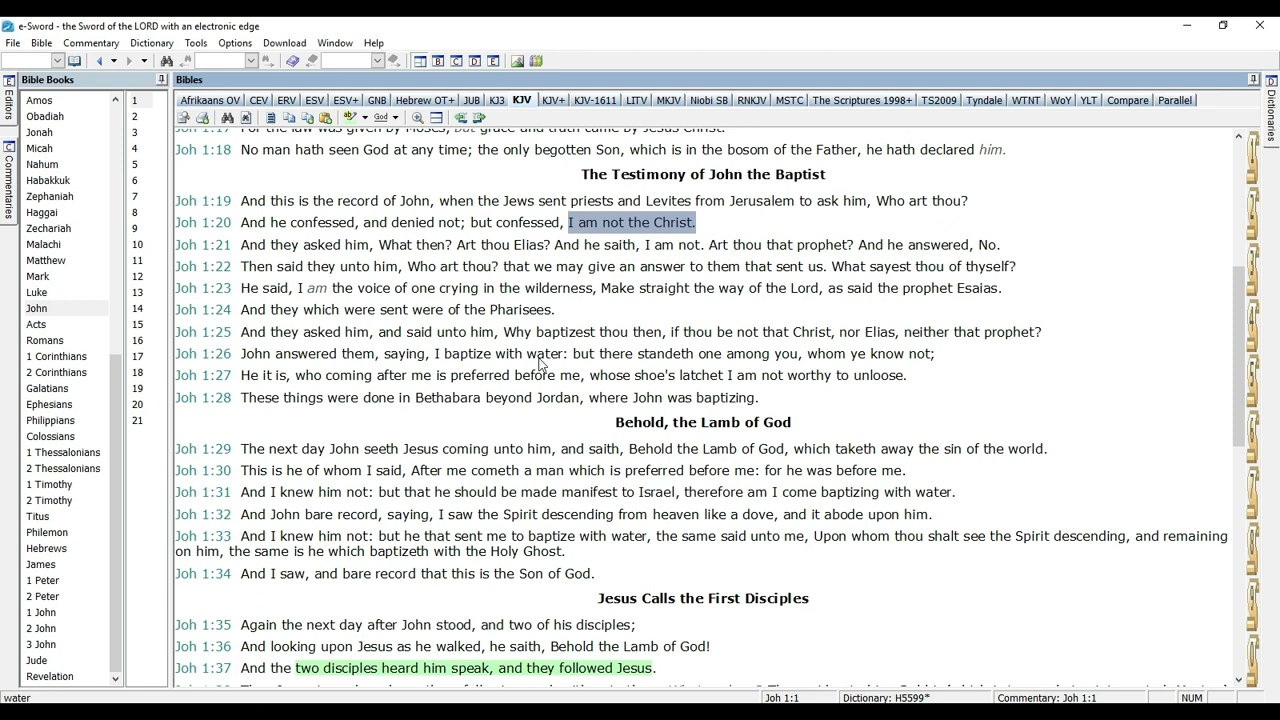 e-Sword - the Sword of the LORD with an electronic edge
File Bible Commentary Dictionary Tools Options Download Window Help
B C D E
Bible Books
Bibles
Editors
Commentaries
Dictionaries
Afrikaans OV CEV ERV ESV ESV+ GNB Hebrew OT+ JUB KJ3 KJV KJV+ KJV-1611 LITV MKJV Niobi SB RNKJV MSTC The Scriptures 1998+ TS2009 Tyndale WTNT WoY YLT Compare Parallel
God
Amos
Obadiah
Jonah
Micah
Nahum
Habakkuk
Zephaniah
Haggai
Zechariah
Malachi
Matthew
Mark
Luke
John
Acts
Romans
1 Corinthians
2 Corinthians
Galatians
Ephesians
Philippians
Colossians
1 Thessalonians
2 Thessalonians
1 Timothy
2 Timothy
Titus
Philemon
Hebrews
James
1 Peter
2 Peter
1 John
2 John
3 John
Jude
Revelation
1
2
3
4
5
6
7
8
9
10
11
12
13
14
15
16
17
18
19
20
21
Joh 1:17 For the law was given by Moses, but grace and truth came by Jesus Christ.
Joh 1:18 No man hath seen God at any time; the only begotten Son, which is in the bosom of the Father, he hath declared him.
The Testimony of John the Baptist
Joh 1:19 And this is the record of John, when the Jews sent priests and Levites from Jerusalem to ask him, Who art thou?
Joh 1:20 And he confessed, and denied not; but confessed, I am not the Christ.
Joh 1:21 And they asked him, What then? Art thou Elias? And he saith, I am not. Art thou that prophet? And he answered, No.
Joh 1:22 Then said they unto him, Who art thou? that we may give an answer to them that sent us. What sayest thou of thyself?
Joh 1:23 He said, I am the voice of one crying in the wilderness, Make straight the way of the Lord, as said the prophet Esaias.
Joh 1:24 And they which were sent were of the Pharisees.
Joh 1:25 And they asked him, and said unto him, Why baptizest thou then, if thou be not that Christ, nor Elias, neither that prophet?
Joh 1:26 John answered them, saying, I baptize with water: but there standeth one among you, whom ye know not;
Joh 1:27 He it is, who coming after me is preferred before me, whose shoe's latchet I am not worthy to unloose.
Joh 1:28 These things were done in Bethabara beyond Jordan, where John was baptizing.
Behold, the Lamb of God
Joh 1:29 The next day John seeth Jesus coming unto him, and saith, Behold the Lamb of God, which taketh away the sin of the world.
Joh 1:30 This is he of whom I said, After me cometh a man which is preferred before me: for he was before me.
Joh 1:31 And I knew him not: but that he should be made manifest to Israel, therefore am I come baptizing with water.
Joh 1:32 And John bare record, saying, I saw the Spirit descending from heaven like a dove, and it abode upon him.
Joh 1:33 And I knew him not: but he that sent me to baptize with water, the same said unto me, Upon whom thou shalt see the Spirit descending, and remaining
on him, the same is he which baptizeth with the Holy Ghost.
Joh 1:34 And I saw, and bare record that this is the Son of God.
Jesus Calls the First Disciples
Joh 1:35 Again the next day after John stood, and two of his disciples;
Joh 1:36 And looking upon Jesus as he walked, he saith, Behold the Lamb of God!
Joh 1:37 And the two disciples heard him speak, and they followed Jesus.
water
Joh 1:1
Dictionary: H5599*
Commentary: Joh 1:1
NUM